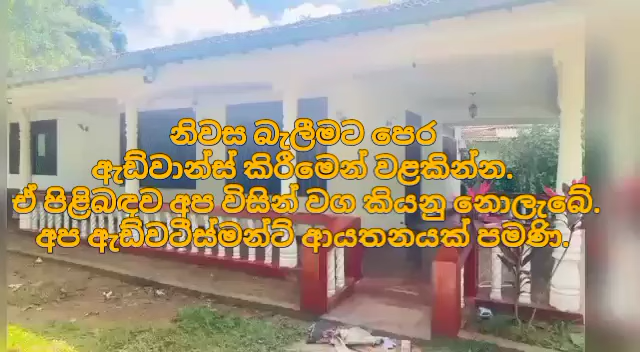 නිවස බැලීමට පෙර
ඇඩ්වාන්ස් කිරීමෙන් වළකින්න.
ඒ පිළිබඳව අප විසින් වග කියනු නොලැබේ.
අප ඇඩ්වටීස්මන්ට් ආයතනයක් පමණි.